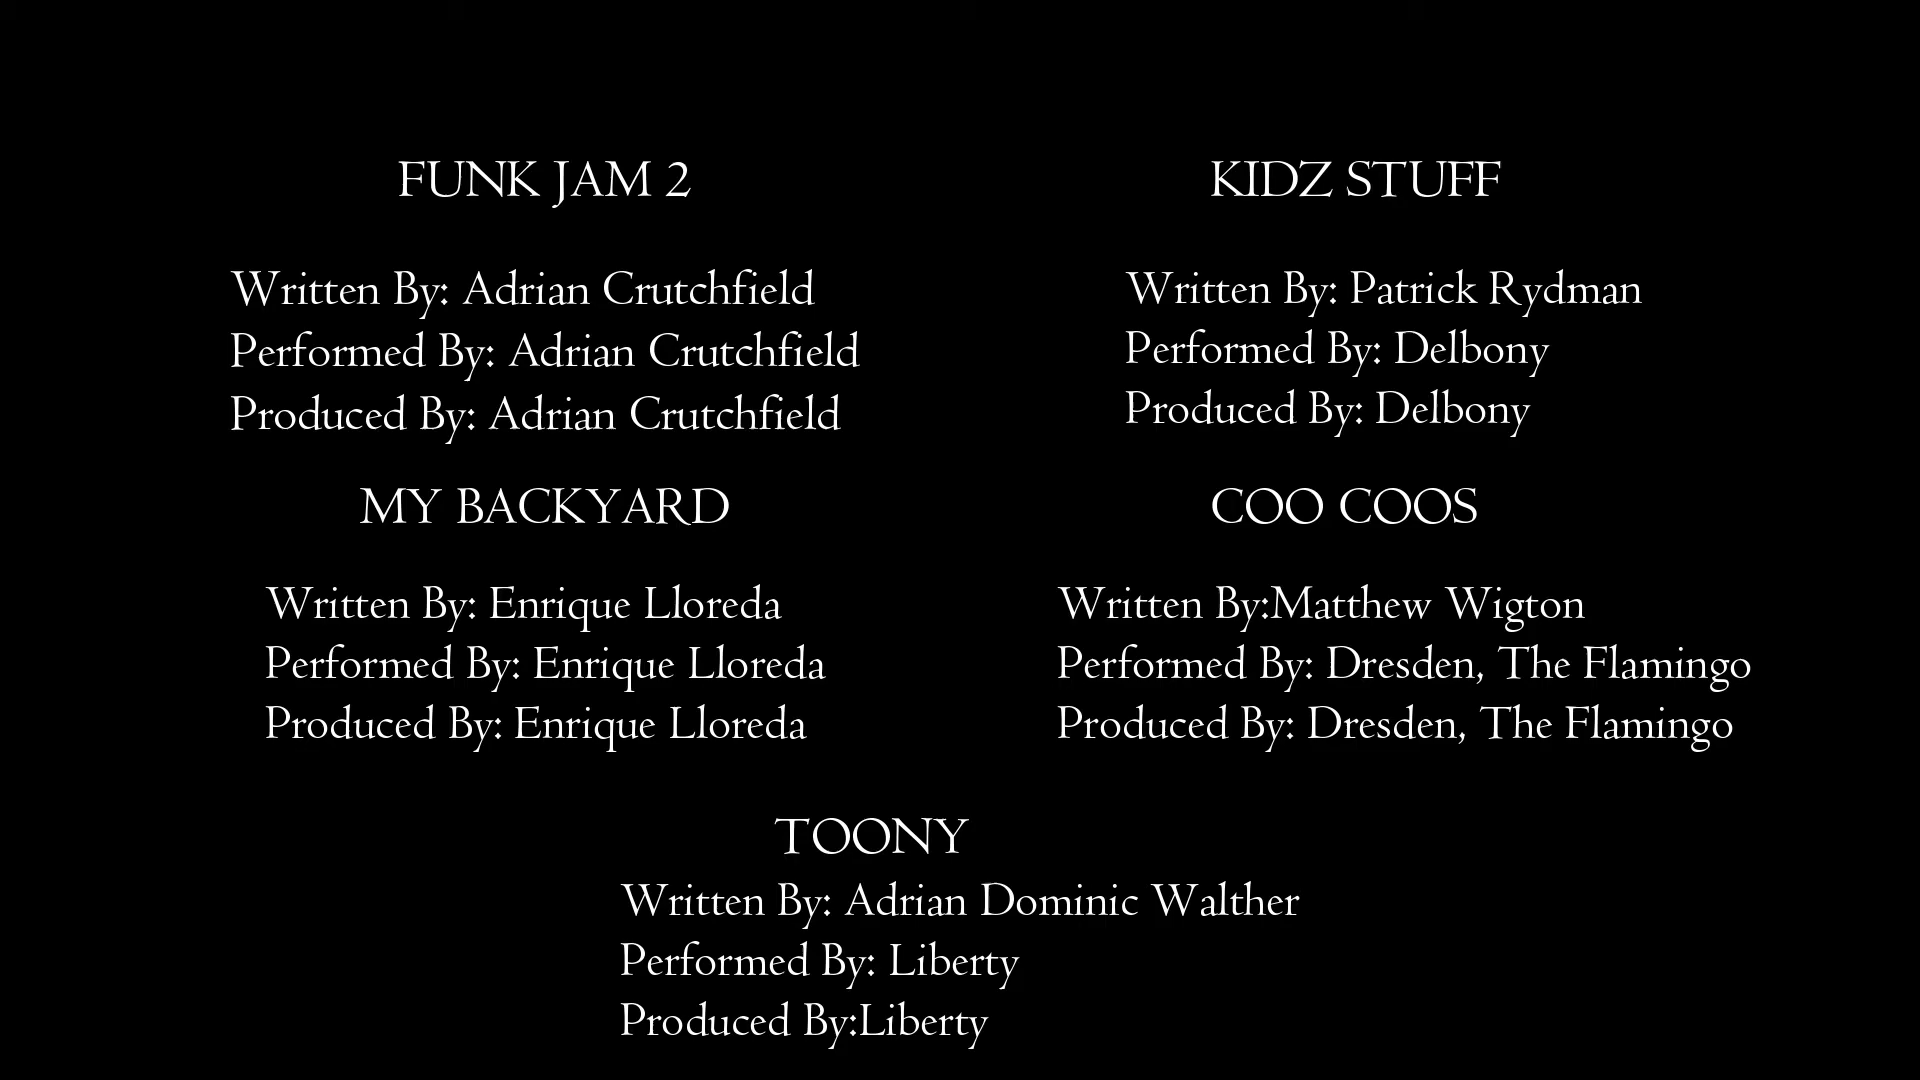 FUNK JAM 2
Written By: Adrian Crutchfield
Performed By: Adrian Crutchfield
Produced By: Adrian Crutchfield
KIDZ STUFF
Written By: Patrick Rydman
Performed By: Delbony
Produced By: Delbony
MY BACKYARD
Written By: Enrique Lloreda
Performed By: Enrique Lloreda
Produced By: Enrique Lloreda
COO COOS
Written By:Matthew Wigton
Performed By: Dresden, The Flamingo
Produced By: Dresden, The Flamingo
TOONY
Written By: Adrian Dominic Walther
Performed By: Liberty
Produced By:Liberty